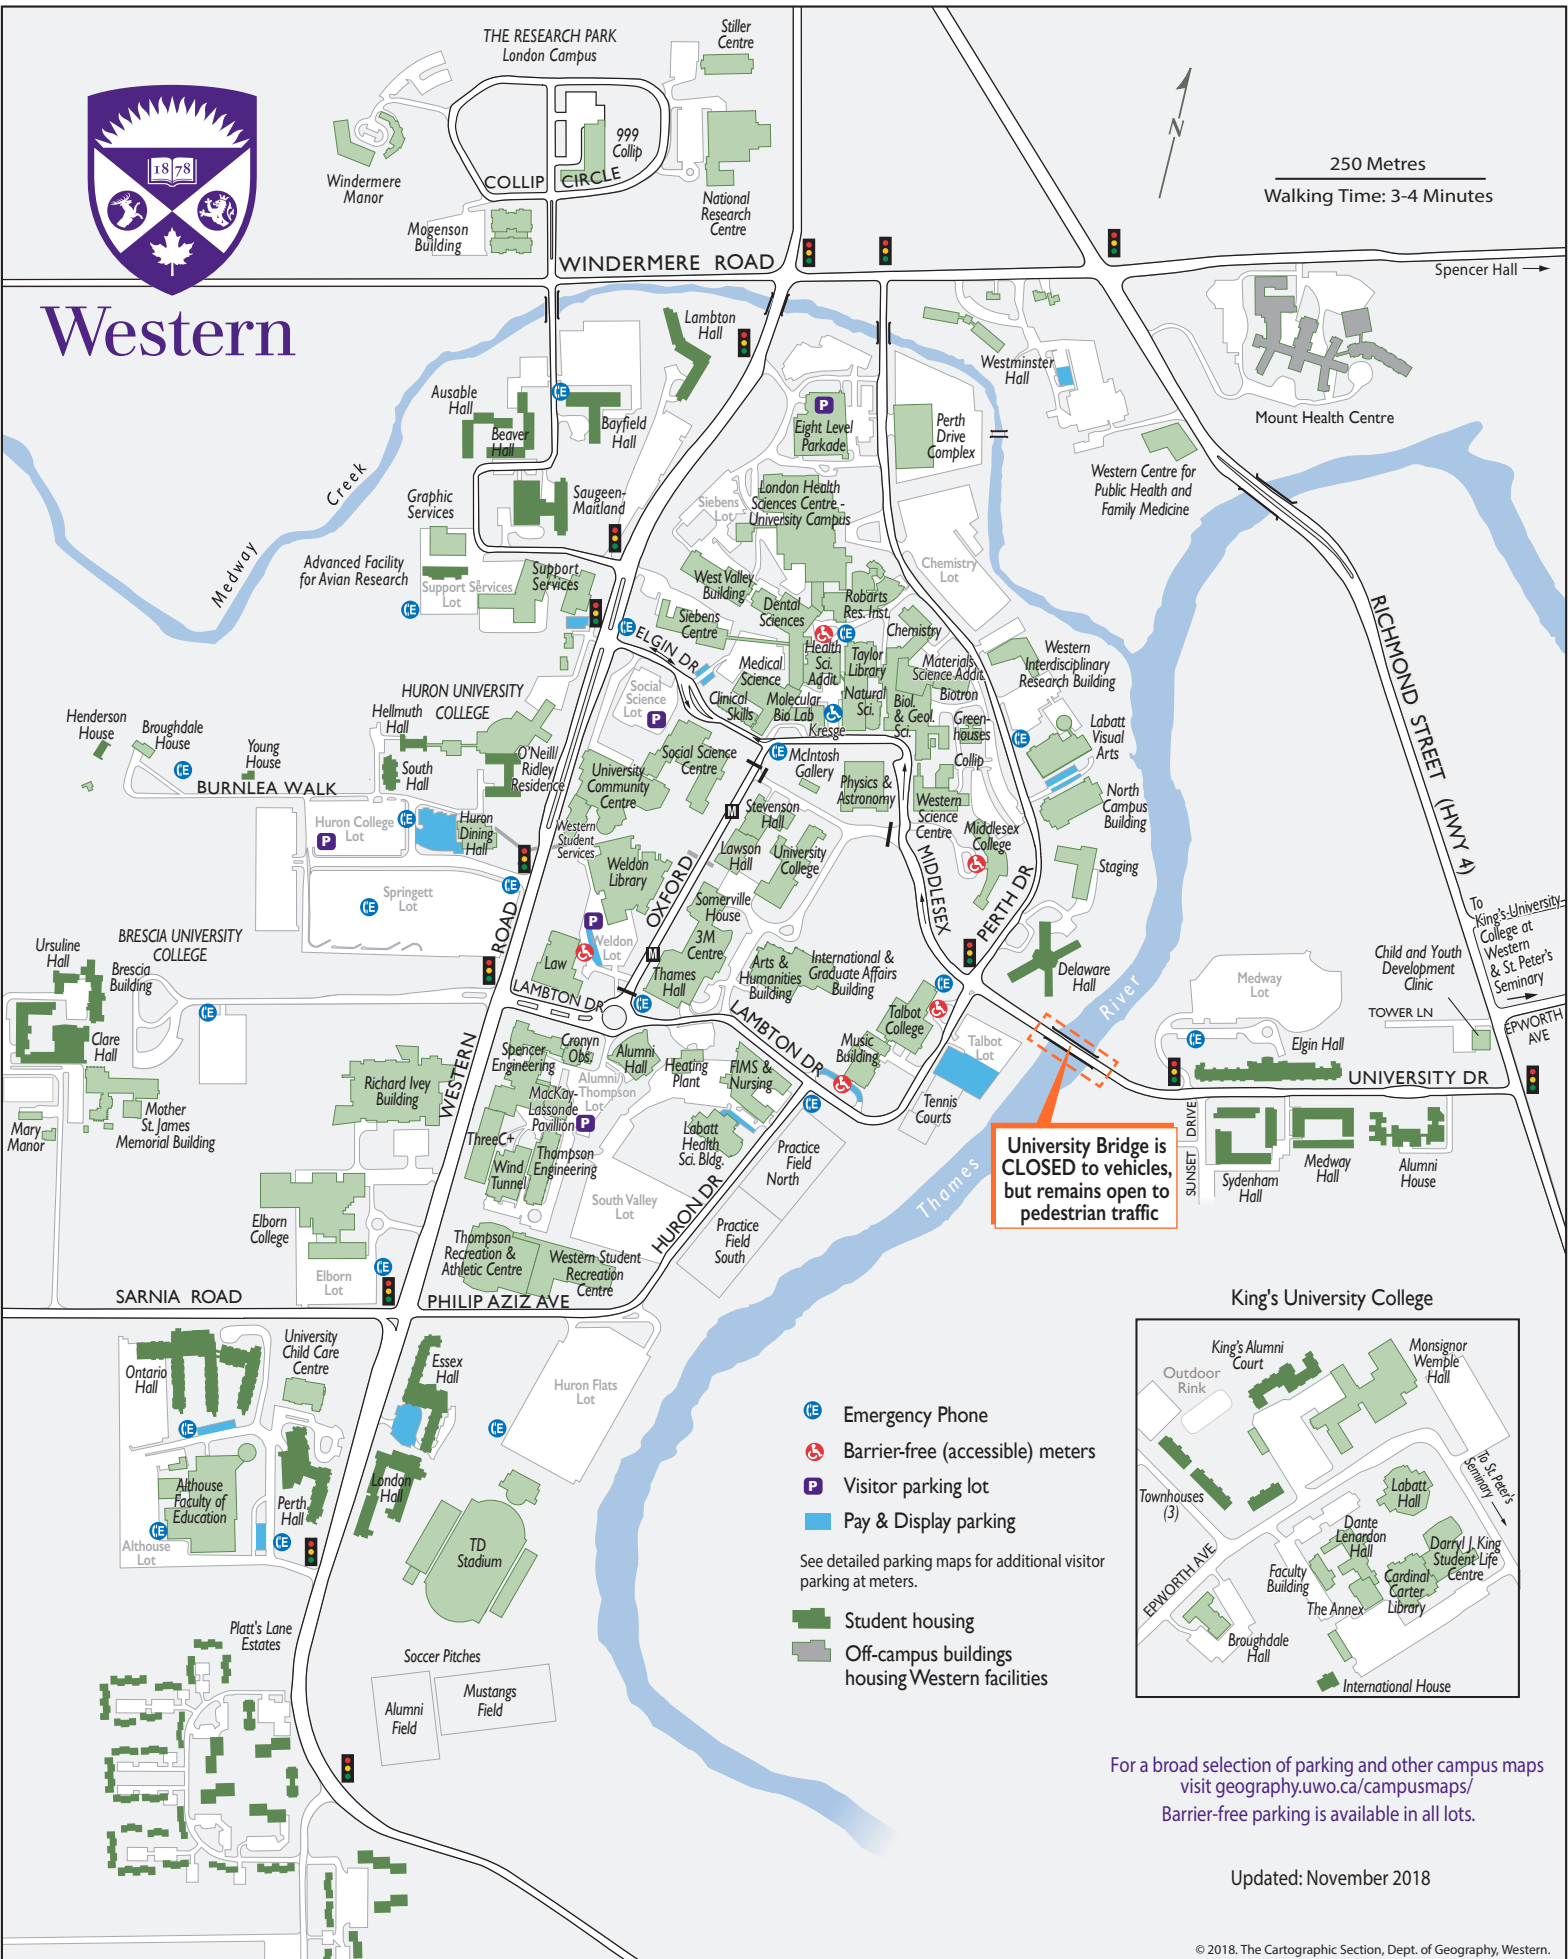 THE RESEARCH PARK
London Campus
Stiller
Centre
1878
Western
Windermere
Manor
999
Collip
COLLIP CIRCLE
National
Research
Centre
Mogenson
Building
N
250 Metres
Walking Time: 3-4 Minutes
WINDERMERE ROAD
Spencer Hall
Lambton
Hall
Westminster
Hall
Mount Health Centre
Ausable
Hall
Beaver
Hall
Bayfield
Hall
P
Eight Level
Parkade
Perth
Drive
Complex
Western Centre for
Public Health and
Family Medicine
Medway Creek
Graphic
Services
Saugeen-
Maitland
Siebens
Lot
London Health
Sciences Centre -
University Campus
Advanced Facility
for Avian Research
Support Services
Lot
Support
Services
Chemistry
Lot
West Valley
Building
Dental
Sciences
Robarts
Res. Inst.
Siebens
Centre
Chemistry
ELGIN DR
Health
Sci.
Addit.
Taylor
Library
Materials
Science Addit.
Biotron
Western
Interdisciplinary
Research Building
RICHMOND STREET (HWY 4)
Medical
Science
Clinical
Skills
Molecular
Bio Lab
Natural
Sci.
Kresge
Biol.
& Geol.
Sci.
Green-
houses
Collip
Labatt
Visual
Arts
Social
Science
Lot
P
HURON UNIVERSITY
COLLEGE
Hellmuth
Hall
South
Hall
O'Neill/
Ridley
Residence
Henderson
House
Broughdale
House
Young
House
BURNLEA WALK
Huron College
Lot
P
Huron
Dining
Hall
Social Science
Centre
University
Community
Centre
McIntosh
Gallery
Physics &
Astronomy
Western
Science
Centre
Middlesex
College
North
Campus
Building
Western
Student
Services
M
Stevenson
Hall
Lawson
Hall
University
College
Weldon
Library
OXFORD
MIDDLESEX
PERTH DR
Staging
Springett
Lot
Somerville
House
3M
Centre
P
Weldon
Lot
M
Law
Thames
Hall
Arts &
Humanities
Building
International &
Graduate Affairs
Building
Delaware
Hall
To
King's University
College at
Western
& St. Peter's
Seminary
Child and Youth
Development
Clinic
TOWER LN
EPWORTH
AVE
Medway
Lot
BRESCIA UNIVERSITY
COLLEGE
Ursuline
Hall
Brescia
Building
Clare
Hall
Mother
St. James
Memorial Building
Mary
Manor
WESTERN ROAD
LAMBTON DR
LAMBTON DR
Talbot
College
Music
Building
Talbot
Lot
Tennis
Courts
Elgin Hall
UNIVERSITY DR
SUNSET DRIVE
Sydenham
Hall
Medway
Hall
Alumni
House
Richard Ivey
Building
Spencer
Engineering
Cronyn
Obs.
Alumni
Hall
Heating
Plant
FIMS &
Nursing
Alumni/
Thompson
Lot
P
MacKay-
Lassonde
Pavillion
ThreeC+
Wind
Tunnel
Thompson
Engineering
Labatt
Health
Sci. Bldg.
Practice
Field
North
Practice
Field
South
South Valley
Lot
HURON DR
Thames River
University Bridge is
CLOSED to vehicles,
but remains open to
pedestrian traffic
Elborn
College
Elborn
Lot
Thompson
Recreation &
Athletic Centre
Western Student
Recreation
Centre
SARNIA ROAD
PHILIP AZIZ AVE
Ontario
Hall
University
Child Care
Centre
Essex
Hall
Huron Flats
Lot
Althouse
Faculty of
Education
Althouse
Lot
Perth
Hall
London
Hall
TD
Stadium
Platt's Lane
Estates
Soccer Pitches
Alumni
Field
Mustangs
Field
Emergency Phone
Barrier-free (accessible) meters
P Visitor parking lot
Pay & Display parking
See detailed parking maps for additional visitor
parking at meters.
Student housing
Off-campus buildings
housing Western facilities
King's University College
Outdoor
Rink
King's Alumni
Court
Monsignor
Wemple
Hall
To St. Peter's
Seminary
Townhouses
(3)
Labatt
Hall
Dante
Lenardon
Hall
Darryl J. King
Student Life
Centre
Cardinal
Carter
Library
Faculty
Building
The Annex
EPWORTH AVE
Broughdale
Hall
International House
For a broad selection of parking and other campus maps
visit geography.uwo.ca/campusmaps/
Barrier-free parking is available in all lots.
Updated: November 2018
© 2018. The Cartographic Section, Dept. of Geography, Western.